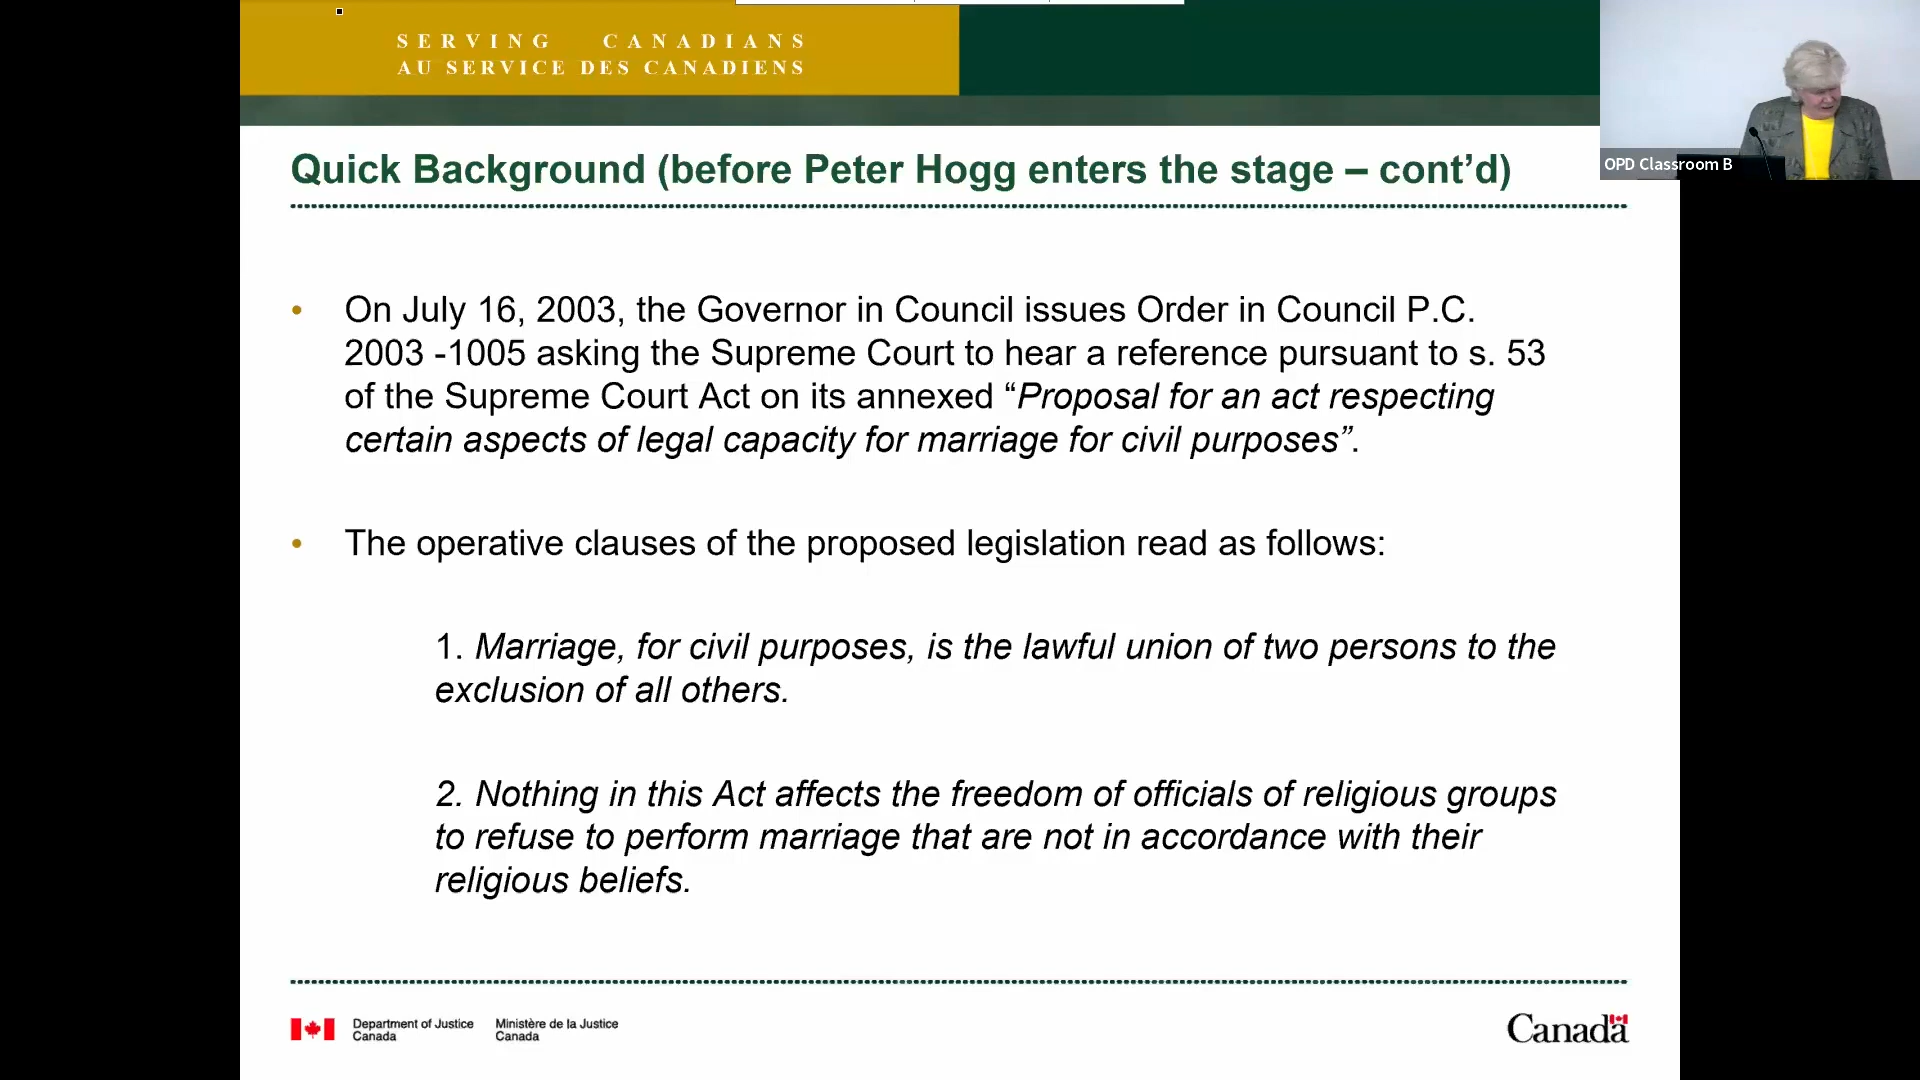 SERVING CANADIANS
AU SERVICE DES CANADIENS
OPD Classroom B
Quick Background (before Peter Hogg enters the stage – cont’d)
• On July 16, 2003, the Governor in Council issues Order in Council P.C.
2003 -1005 asking the Supreme Court to hear a reference pursuant to s. 53
of the Supreme Court Act on its annexed “Proposal for an act respecting
certain aspects of legal capacity for marriage for civil purposes”.
• The operative clauses of the proposed legislation read as follows:
1. Marriage, for civil purposes, is the lawful union of two persons to the
exclusion of all others.
2. Nothing in this Act affects the freedom of officials of religious groups
to refuse to perform marriage that are not in accordance with their
religious beliefs.
Department of Justice
Canada
Ministère de la Justice
Canada
Canada